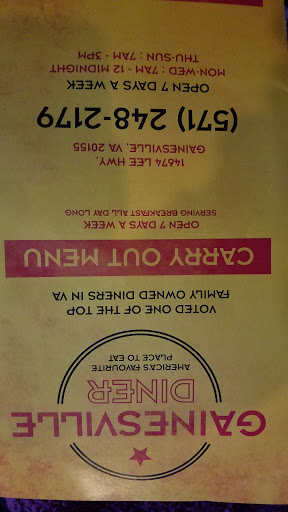 GAINESVILLE
DINER
AMERICA'S FAVOURITE
PLACE TO EAT
VOTED ONE OF THE TOP
FAMILY OWNED DINERS IN VA
CARRY OUT MENU
OPEN 7 DAYS A WEEK
SERVING BREAKFAST ALL DAY LONG
14674 LEE HWY.
GAINESVILLE, VA 20155
(571) 248-2179
OPEN 7 DAYS A WEEK
MON-WED : 7AM - 12 MIDNIGHT
THU-SUN : 7AM - 3PM